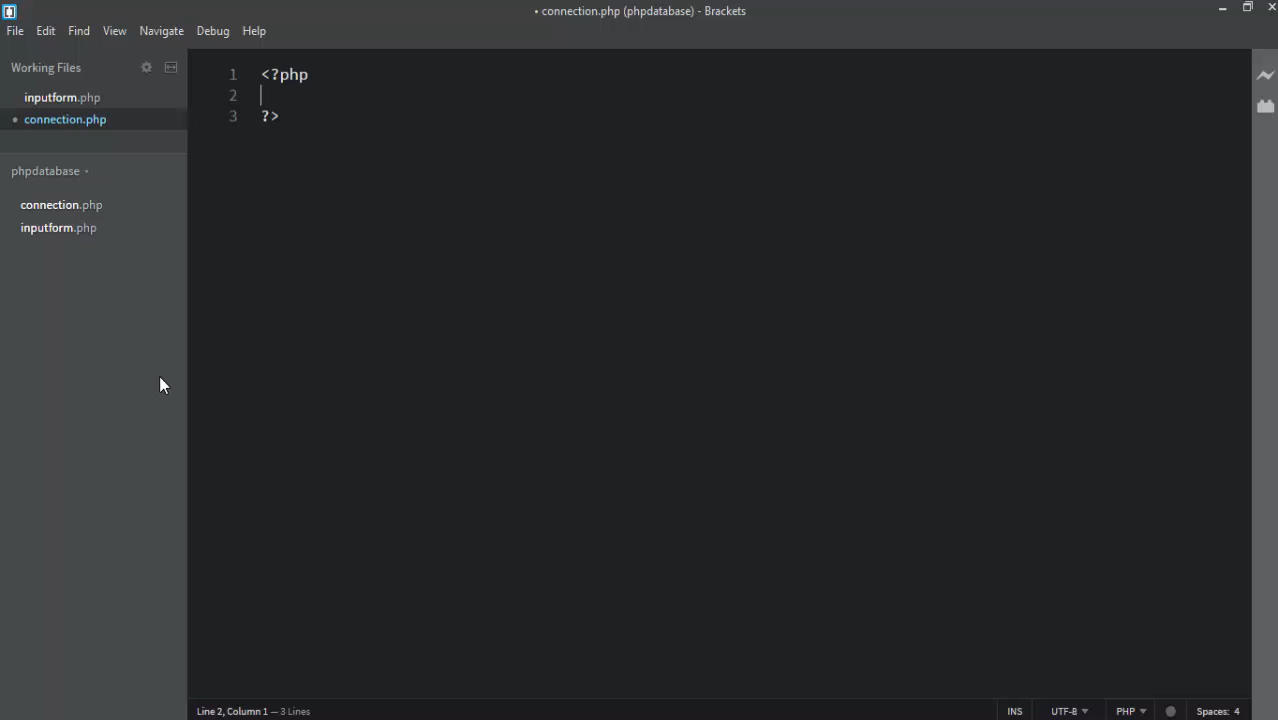 • connection.php (phpdatabase) - Brackets
File Edit Find View Navigate Debug Help
Working Files
inputform.php
• connection.php
phpdatabase
connection.php
inputform.php
1 <?php
2
3 ?>
Line 2, Column 1 — 3 Lines
INS UTF-8 PHP Spaces: 4